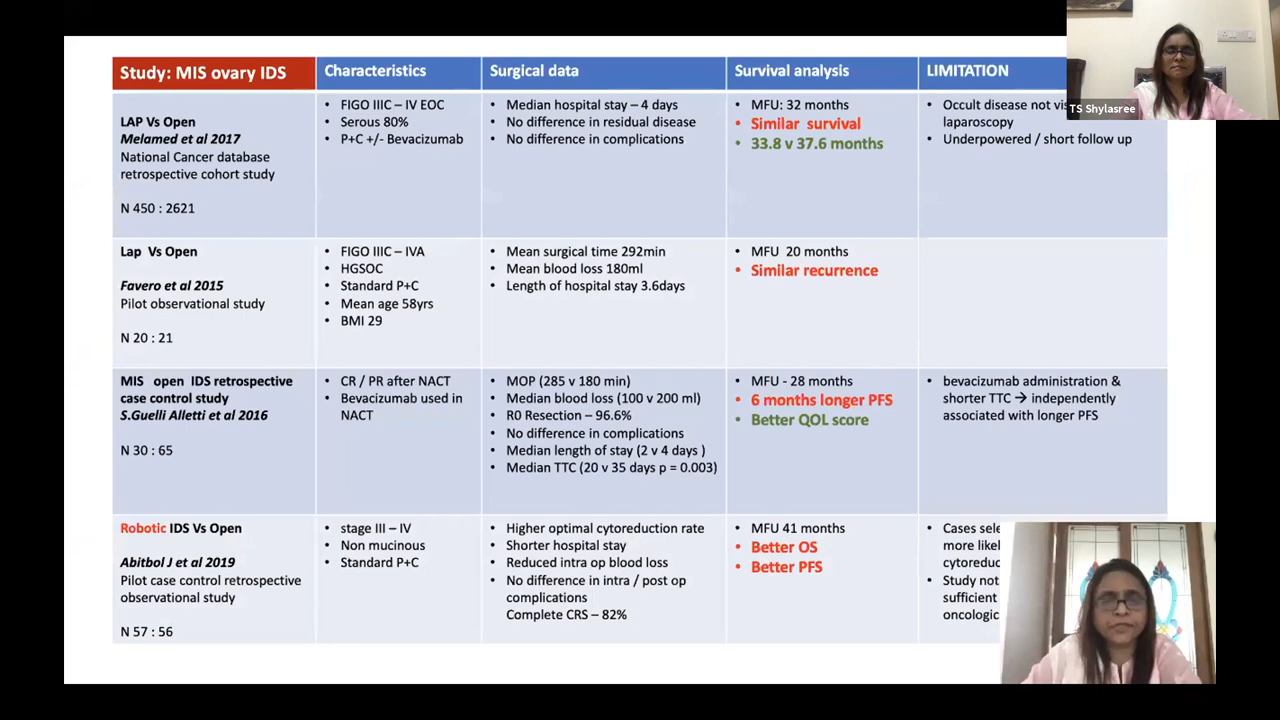 Study: MIS ovary IDS
Characteristics
Surgical data
Survival analysis
LIMITATION
TS Shylasree
LAP Vs Open
Melamed et al 2017
National Cancer database
retrospective cohort study
N 450 : 2621
• FIGO IIIC – IV EOC
• Serous 80%
• P+C +/- Bevacizumab
• Median hospital stay – 4 days
• No difference in residual disease
• No difference in complications
• MFU: 32 months
• Similar survival
• 33.8 v 37.6 months
• Occult disease not
laparoscopy
• Underpowered / short follow up
Lap Vs Open
Favero et al 2015
Pilot observational study
N 20 : 21
• FIGO IIIC – IVA
• HGSOC
• Standard P+C
• Mean age 58yrs
• BMI 29
• Mean surgical time 292min
• Mean blood loss 180ml
• Length of hospital stay 3.6days
• MFU 20 months
• Similar recurrence
MIS open IDS retrospective
case control study
S.Guelli Alletti et al 2016
N 30 : 65
• CR / PR after NACT
• Bevacizumab used in
NACT
• MOP (285 v 180 min)
• Median blood loss (100 v 200 ml)
• R0 Resection – 96.6%
• No difference in complications
• Median length of stay (2 v 4 days )
• Median TTC (20 v 35 days p = 0.003)
• MFU - 28 months
• 6 months longer PFS
• Better QOL score
• bevacizumab administration &
shorter TTC → independently
associated with longer PFS
Robotic IDS Vs Open
Abitbol J et al 2019
Pilot case control retrospective
observational study
N 57 : 56
• stage III – IV
• Non mucinous
• Standard P+C
• Higher optimal cytoreduction rate
• Shorter hospital stay
• Reduced intra op blood loss
• No difference in intra / post op
complications
Complete CRS – 82%
• MFU 41 months
• Better OS
• Better PFS
• Cases
more
• Study not
sufficient